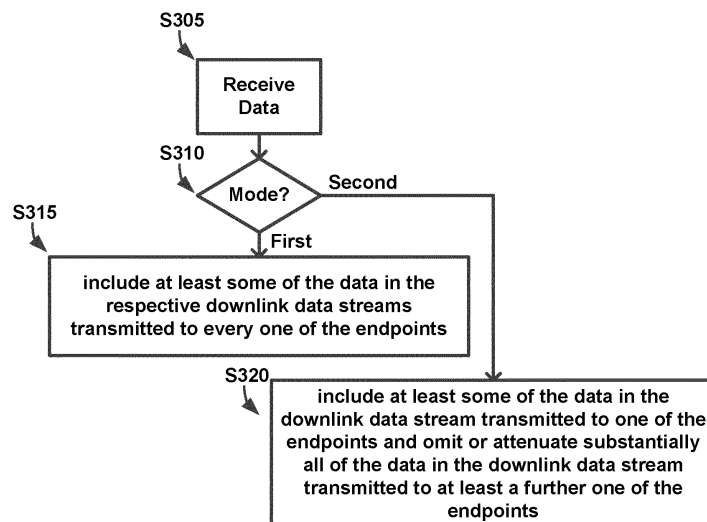 S305
Receive
Data
S310
Mode?
Second
First
S315
include at least some of the data in the
respective downlink data streams
transmitted to every one of the endpoints
S320
include at least some of the data in the
downlink data stream transmitted to one of the
endpoints and omit or attenuate substantially
all of the data in the downlink data stream
transmitted to at least a further one of the
endpoints